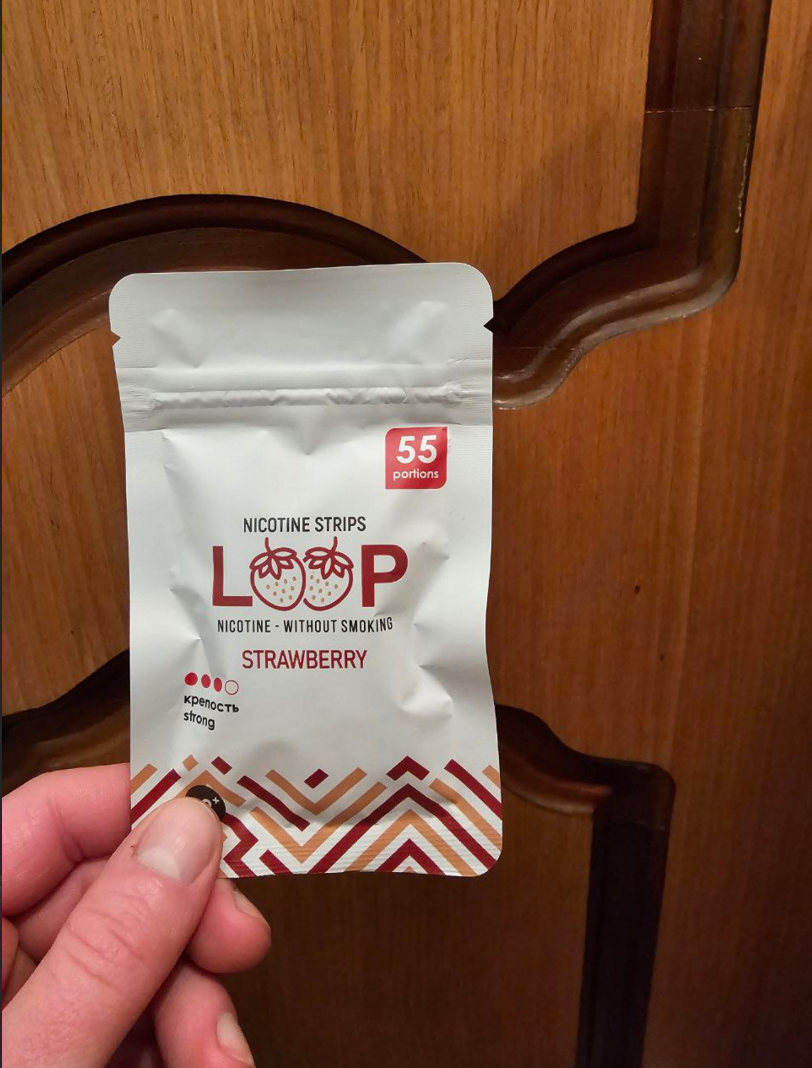 55
portions
NICOTINE STRIPS
LOOP
NICOTINE - WITHOUT SMOKING
STRAWBERRY
крепость
strong